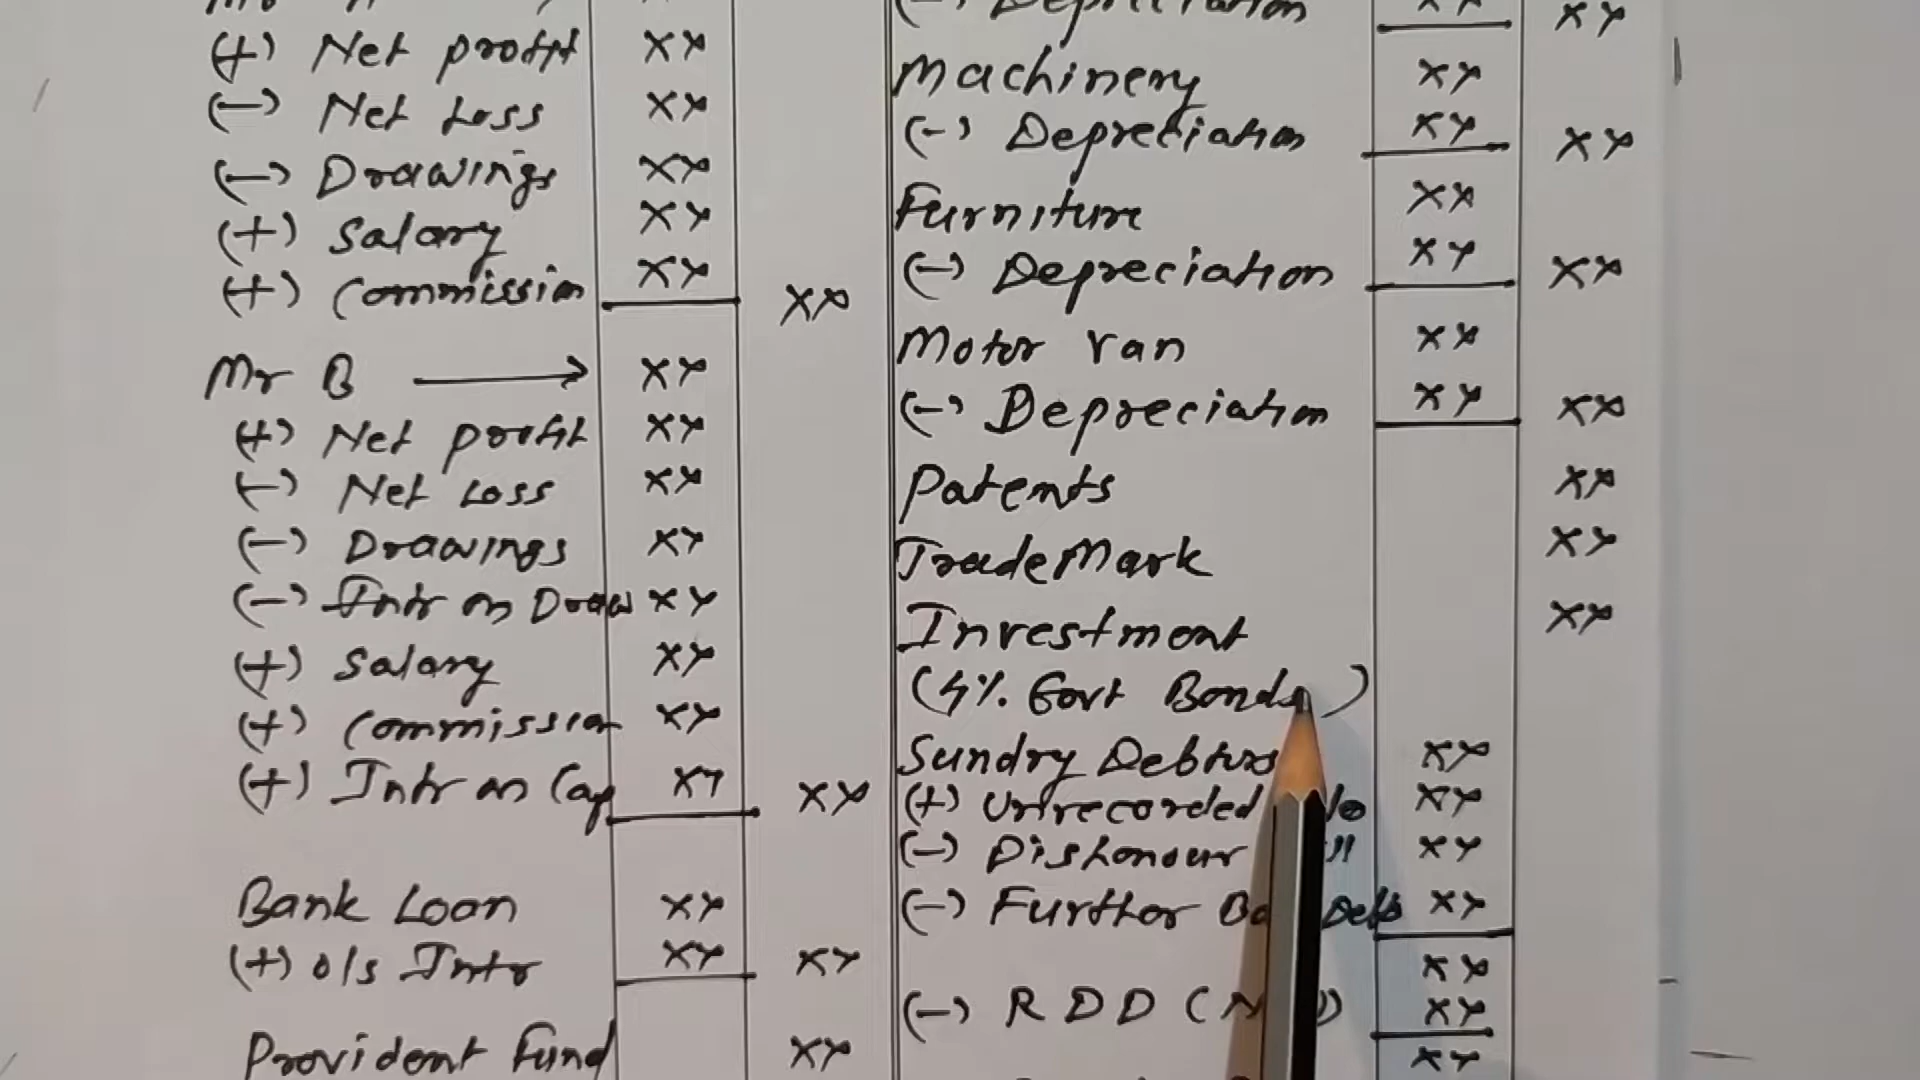 (+) Net profit XX
(-) Net Loss XX
(-) Drawings XX
(+) Salary XX
(+) Commission XX XX
Mr B → XX
(+) Net profit XX
(-) Net Loss XX
(-) Drawings XX
(-) Intr on Draw XX
(+) Salary XX
(+) Commission XX
(+) Intr on Cap XX XX
Bank Loan XX
(+) o/s Intr XX XX
Provident Fund XX
(-) Depreciation XX XX
Machinery XX
(-) Depreciation XX XX
Furniture XX
(-) Depreciation XX XX
Motor Van XX
(-) Depreciation XX XX
Patents XX
TradeMark XX
Investment XX
(4% Govt Bonds)
Sundry Debtors XX
(+) Unrecorded XX
(-) Dishonour XX
(-) Further Debts XX
XX
(-) RDD XX
XX